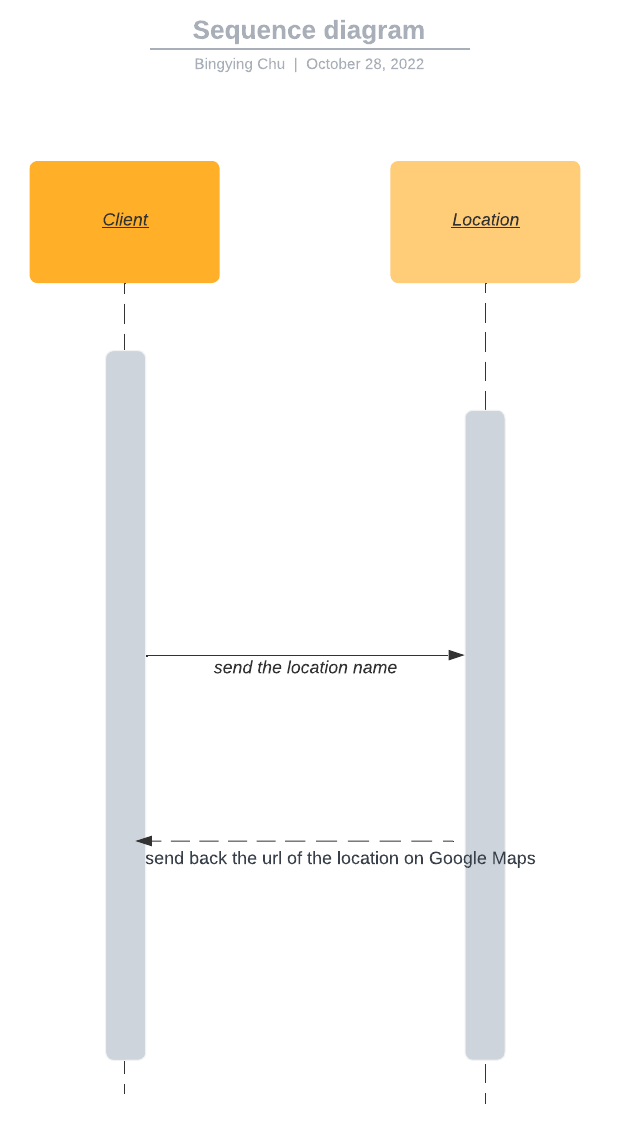 Sequence diagram
Bingying Chu | October 28, 2022
Client
Location
send the location name
send back the url of the location on Google Maps